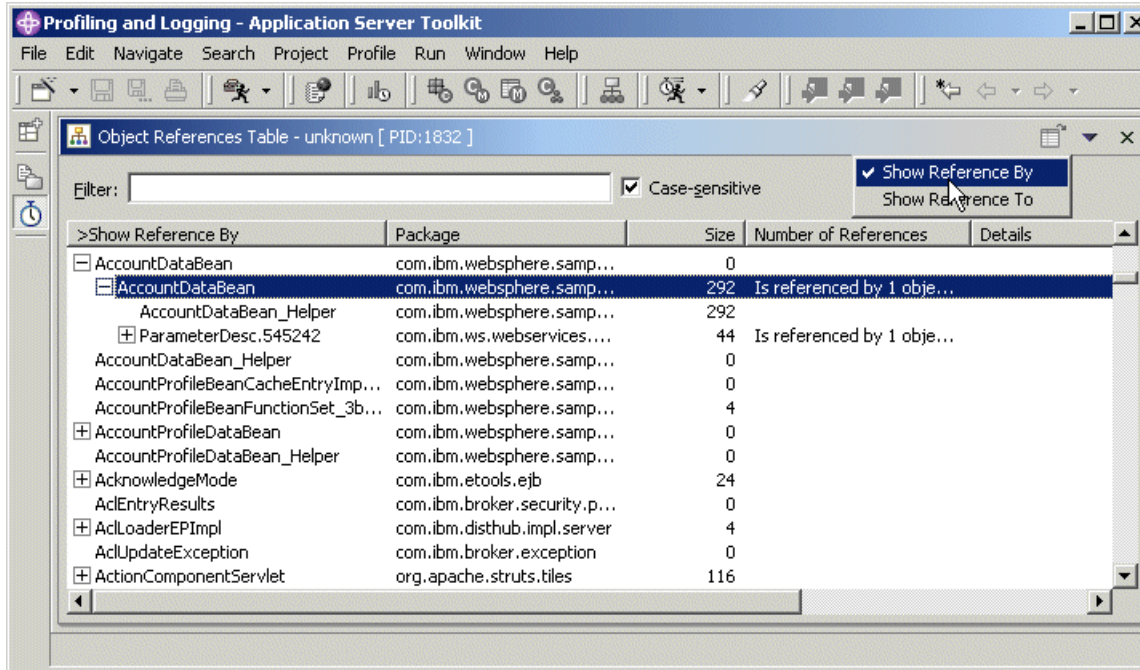 Profiling and Logging - Application Server Toolkit
File Edit Navigate Search Project Profile Run Window Help
Object References Table - unknown [ PID:1832 ]
Filter: Case-sensitive
Show Reference By
Show Reference To
>Show Reference By Package Size Number of References Details
AccountDataBean com.ibm.websphere.samp... 0
AccountDataBean com.ibm.websphere.samp... 292 Is referenced by 1 obje...
AccountDataBean_Helper com.ibm.websphere.samp... 292
ParameterDesc.545242 com.ibm.ws.webservices.... 44 Is referenced by 1 obje...
AccountDataBean_Helper com.ibm.websphere.samp... 0
AccountProfileBeanCacheEntryImp... com.ibm.websphere.samp... 0
AccountProfileBeanFunctionSet_3b... com.ibm.websphere.samp... 4
AccountProfileDataBean com.ibm.websphere.samp... 0
AccountProfileDataBean_Helper com.ibm.websphere.samp... 0
AcknowledgeMode com.ibm.etools.ejb 24
AclEntryResults com.ibm.broker.security.p... 0
AclLoaderEPImpl com.ibm.disthub.impl.server 4
AclUpdateException com.ibm.broker.exception 0
ActionComponentServlet org.apache.struts.tiles 116